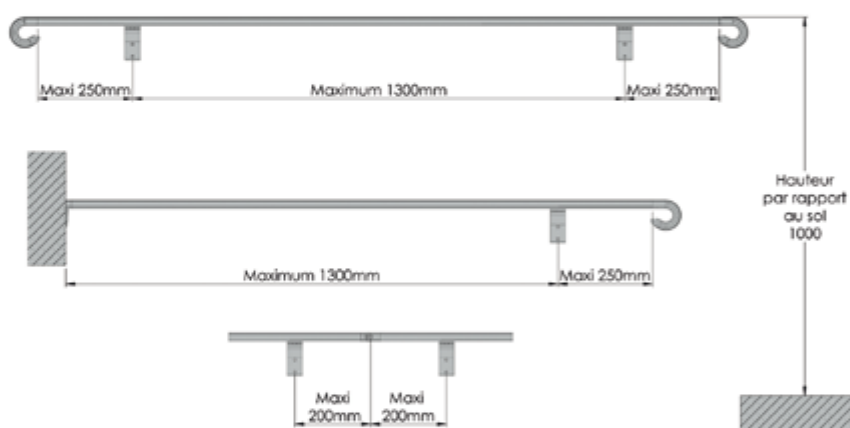 Maxi 250mm
Maximum 1300mm
Maxi 250mm
Hauteur
par rapport
au sol
1000
Maximum 1300mm
Maxi 250mm
Maxi
200mm
Maxi
200mm